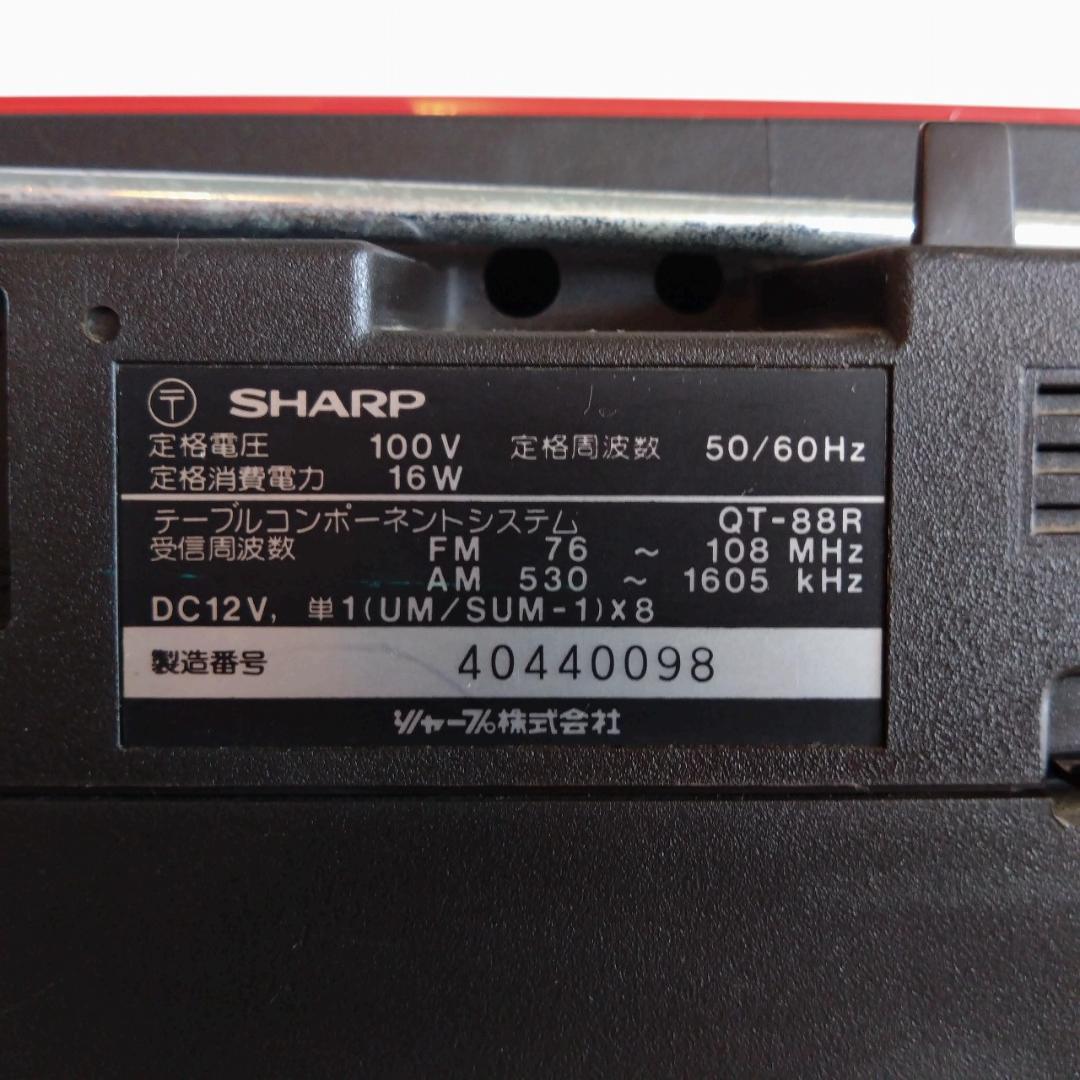 〒 SHARP
定格電圧 100V 定格周波数 50/60Hz
定格消費電力 16W
テーブルコンポーネントシステム QT-88R
受信周波数 FM 76 ~ 108 MHz
AM 530 ~ 1605 kHz
DC12V, 単1(UM/SUM-1)×8
製造番号 40440098
シャープ株式会社